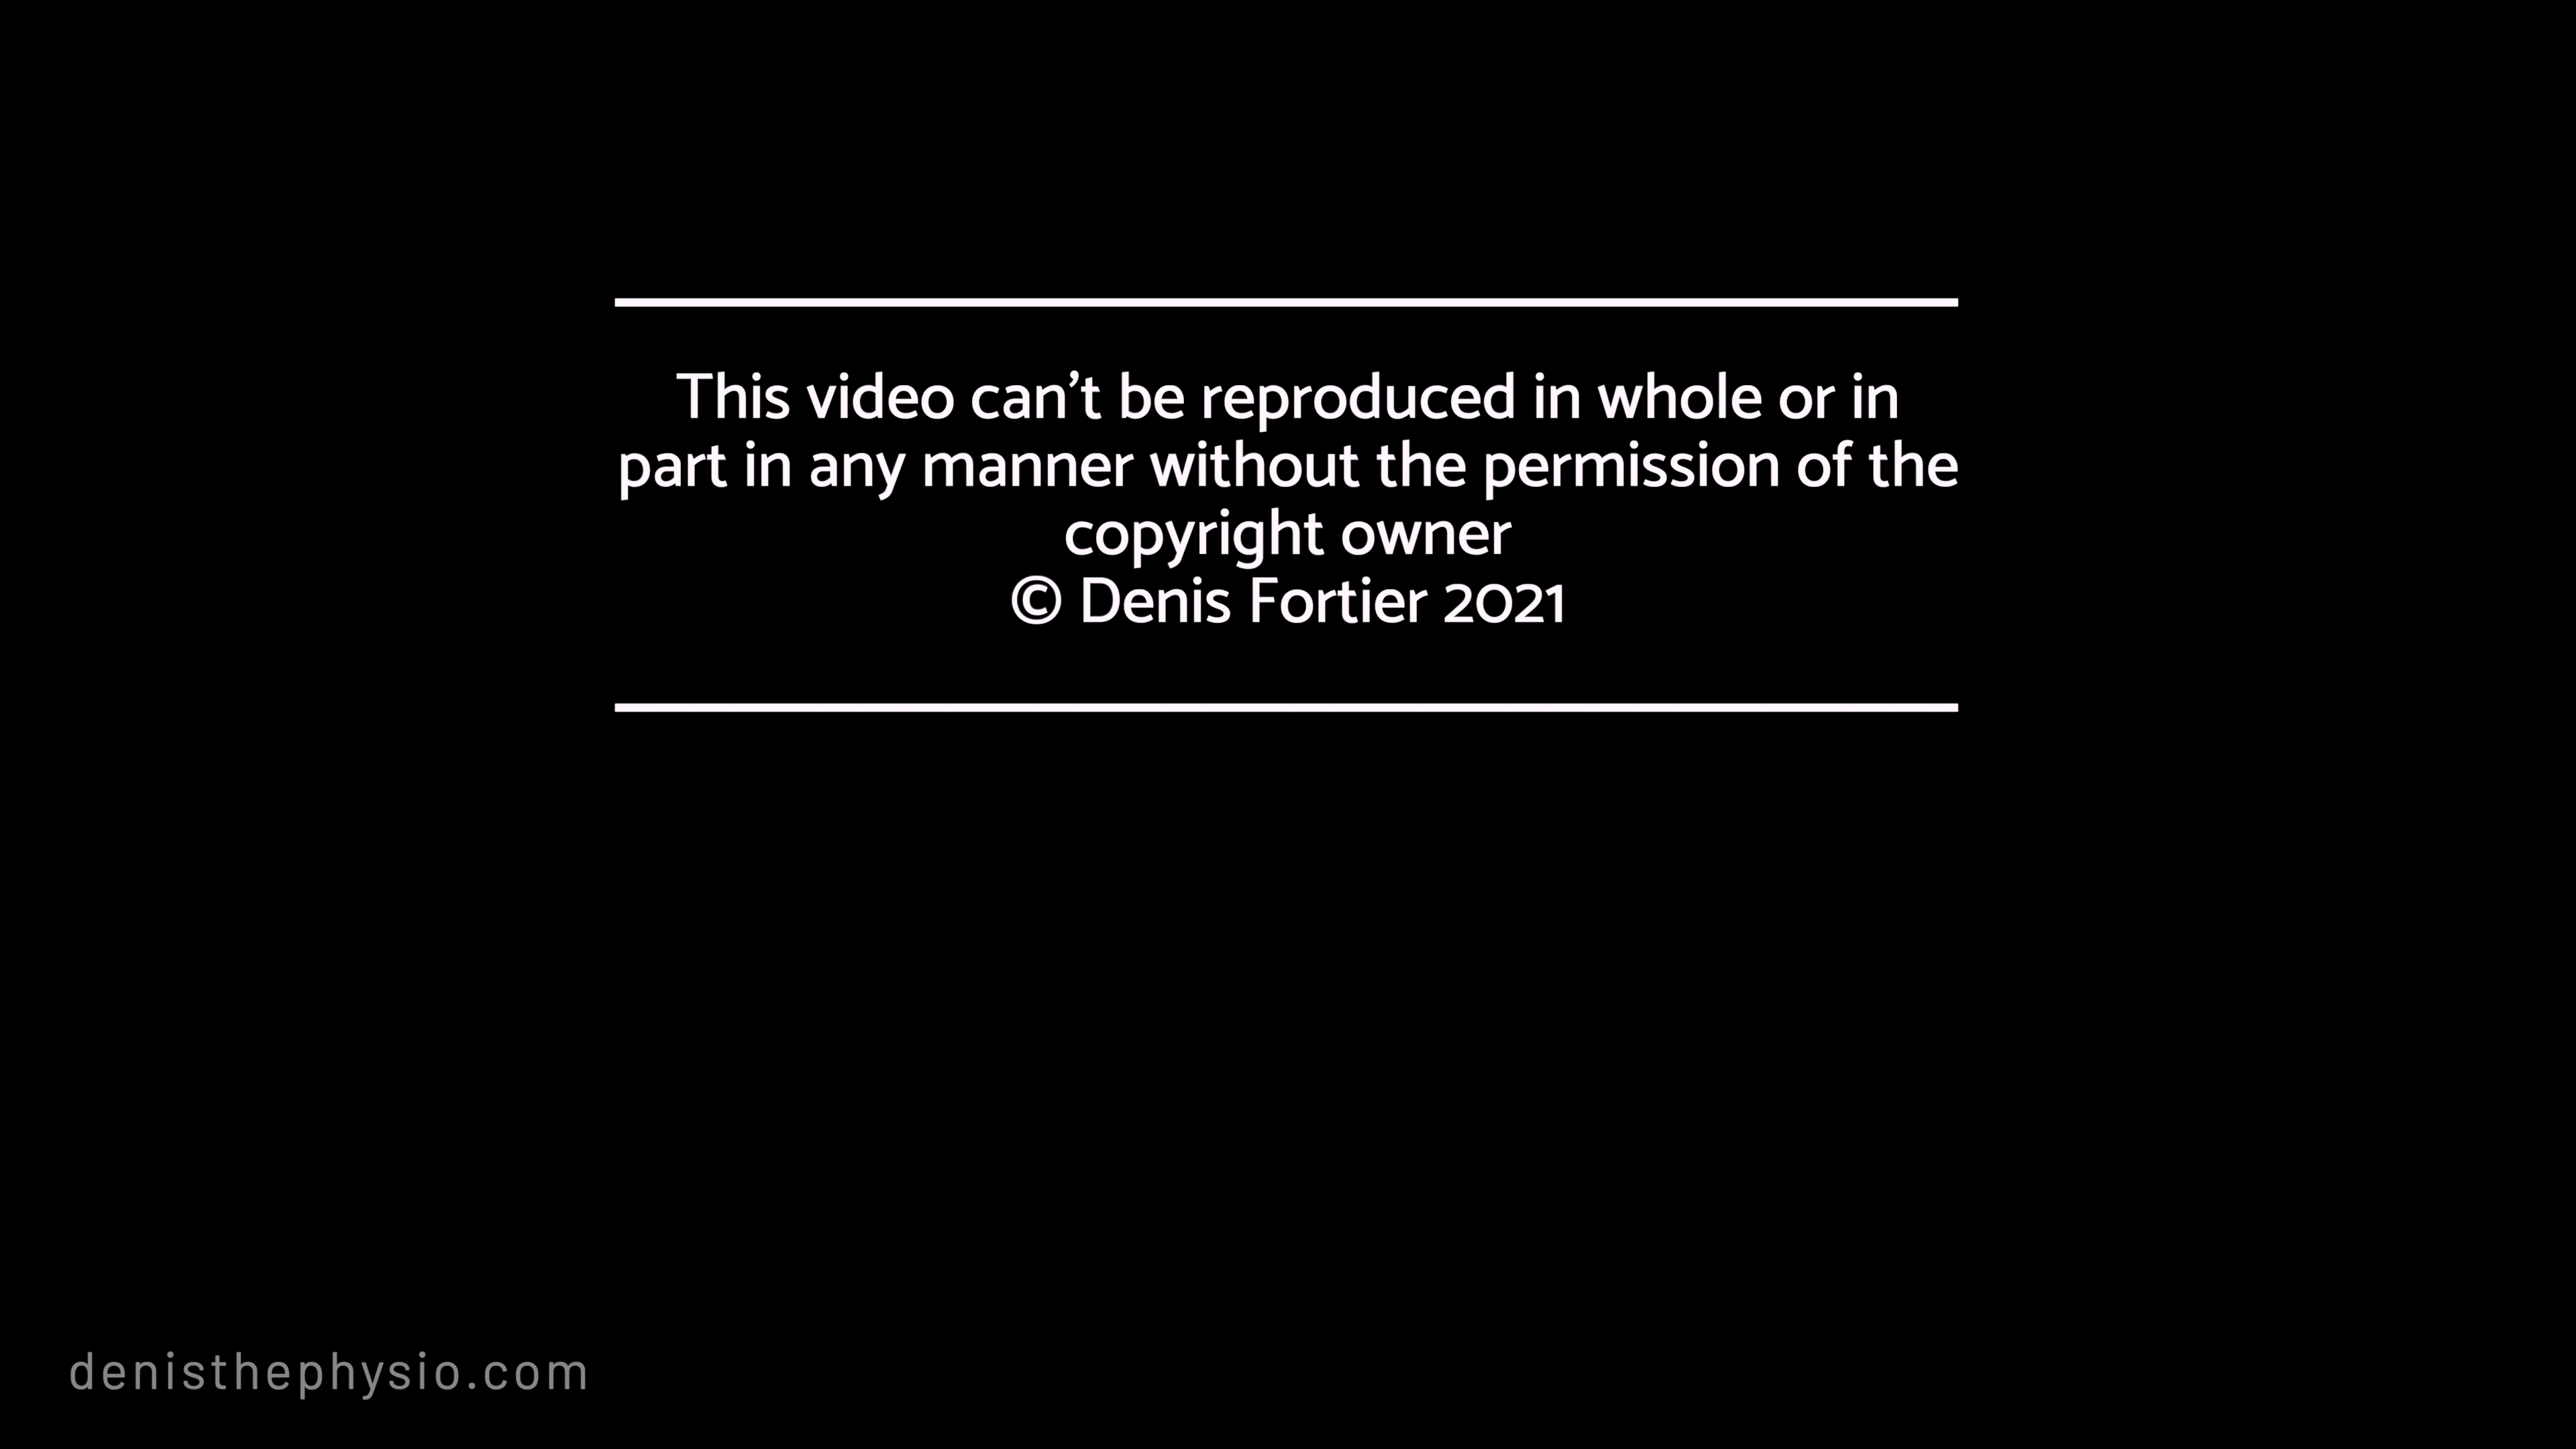 This video can’t be reproduced in whole or in
part in any manner without the permission of the
copyright owner
© Denis Fortier 2021
denisthephysio.com